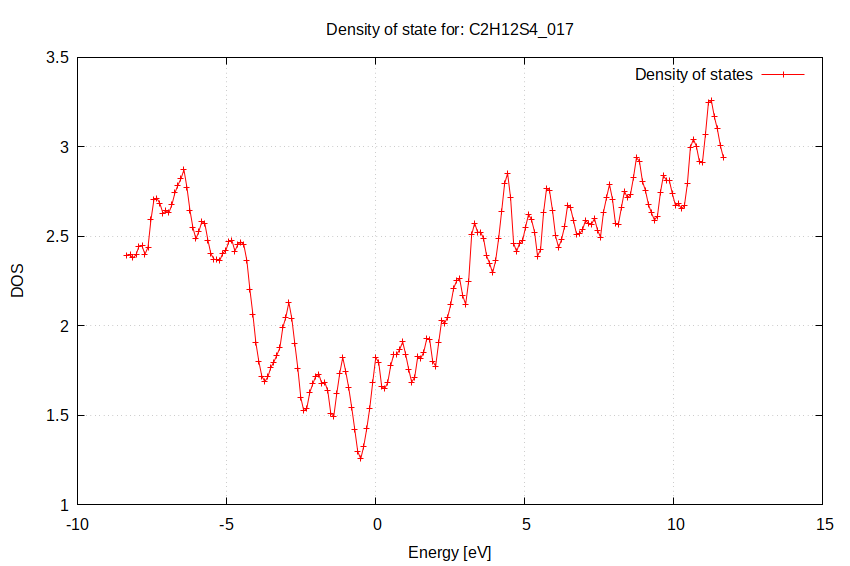 Density of state for: C2H12S4_017
Density of states
3.5
3
2.5
2
1.5
1
DOS
-10 -5 0 5 10 15
Energy [eV]